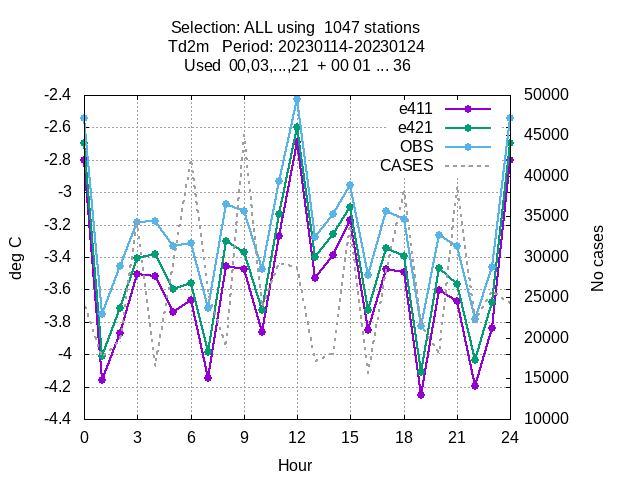 Selection: ALL using  1047 stations
Td2m   Period: 20230114-20230124
Used  00,03,...,21  + 00 01 ... 36
e411
e421
OBS
CASES
-2.4
-2.6
-2.8
-3
-3.2
-3.4
-3.6
-3.8
-4
-4.2
-4.4
deg C
50000
45000
40000
35000
30000
25000
20000
15000
10000
No cases
0 3 6 9 12 15 18 21 24
Hour